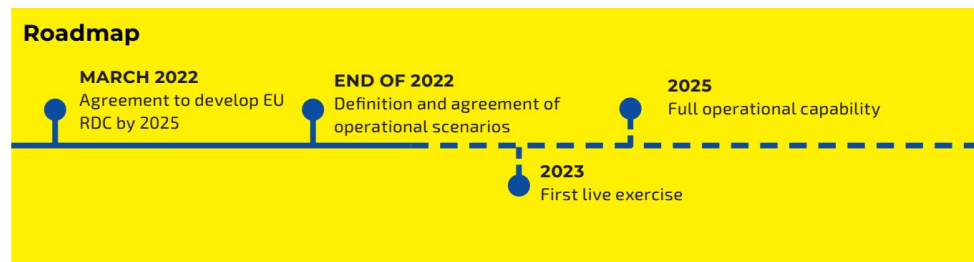 Roadmap
MARCH 2022
Agreement to develop EU
RDC by 2025
END OF 2022
Definition and agreement of
operational scenarios
2023
First live exercise
2025
Full operational capability